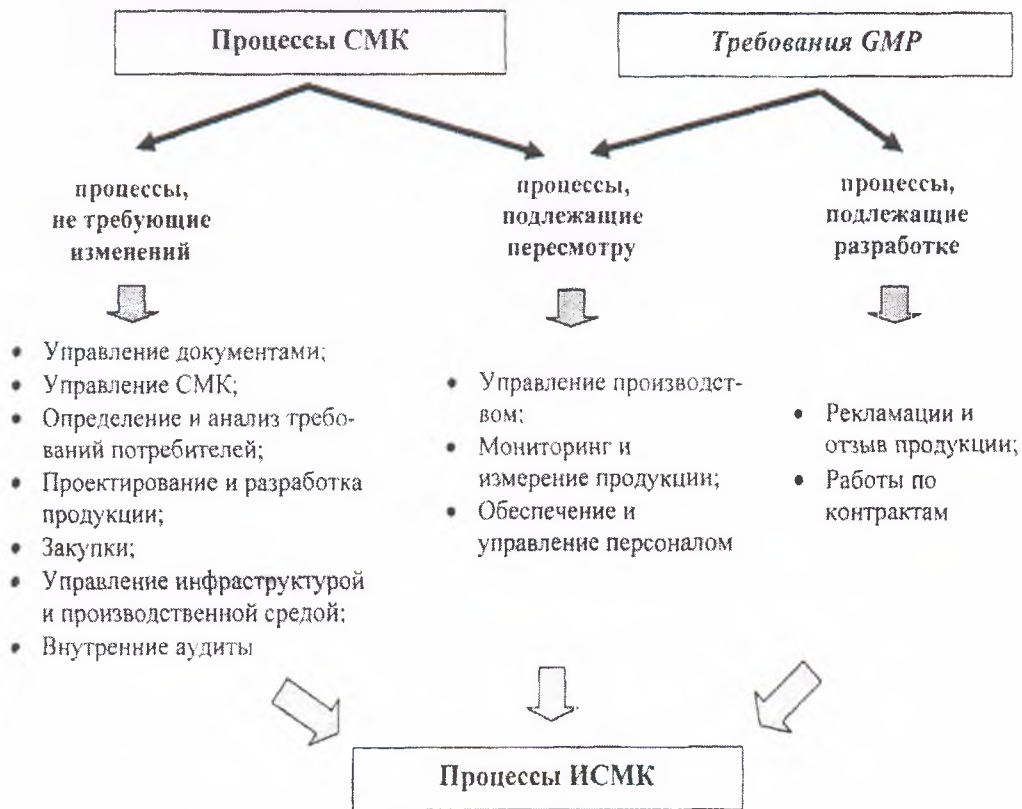 Процессы СМК
Требования GMP
процессы,
не требующие
изменений
процессы,
подлежащие
пересмотру
процессы,
подлежащие
разработке
• Управление документами;
• Управление СМК;
• Определение и анализ требо-
ваний потребителей;
• Проектирование и разработка
продукции;
• Закупки;
• Управление инфраструктурой
и производственной средой;
• Внутренние аудиты
• Управление производст-
вом;
• Мониторинг и
измерение продукции;
• Обеспечение и
управление персоналом
• Рекламации и
отзыв продукции;
• Работы по
контрактам
Процессы ИСМК